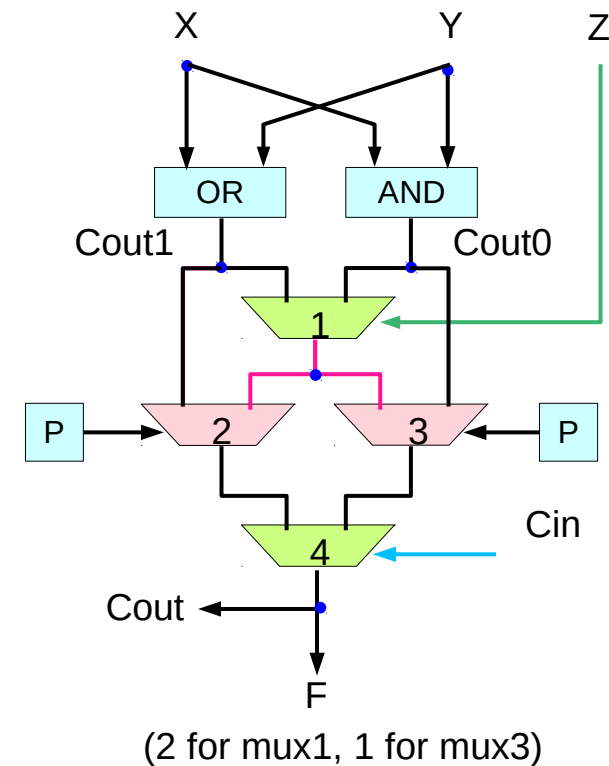 X Y Z
OR AND
Cout1 Cout0
1
P 2 3 P
Cin
4
Cout
F
(2 for mux1, 1 for mux3)